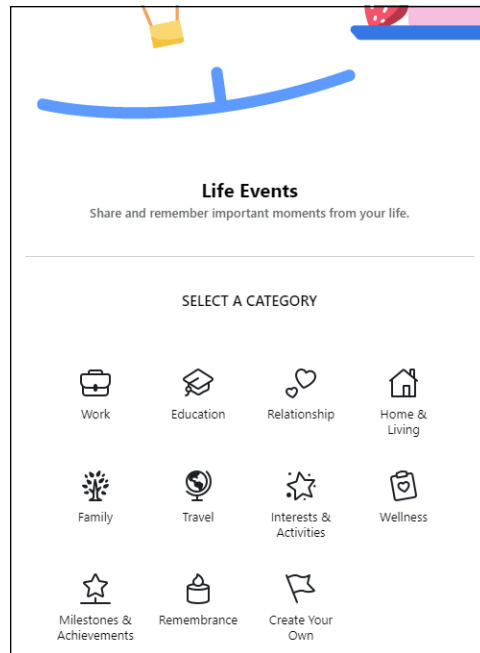 Life Events
Share and remember important moments from your life.
SELECT A CATEGORY
Work
Education
Relationship
Home &
Living
Family
Travel
Interests &
Activities
Wellness
Milestones &
Achievements
Remembrance
Create Your
Own